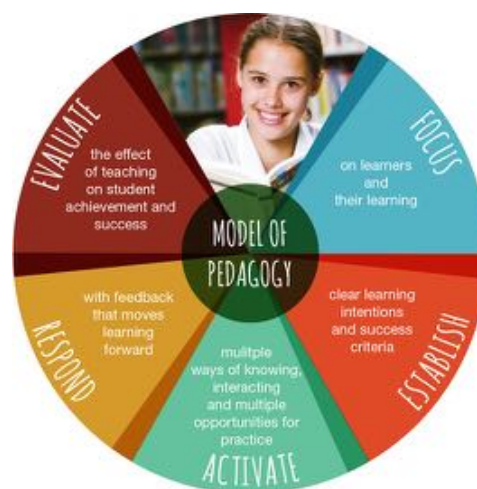 MODEL OF
PEDAGOGY
FOCUS
on learners
and
their learning
ESTABLISH
clear learning
intentions
and success
criteria
ACTIVATE
mulitple
ways of knowing,
interacting
and multiple
opportunities for
practice
RESPOND
with feedback
that moves
learning
forward
EVALUATE
the effect
of teaching
on student
achievement and
success